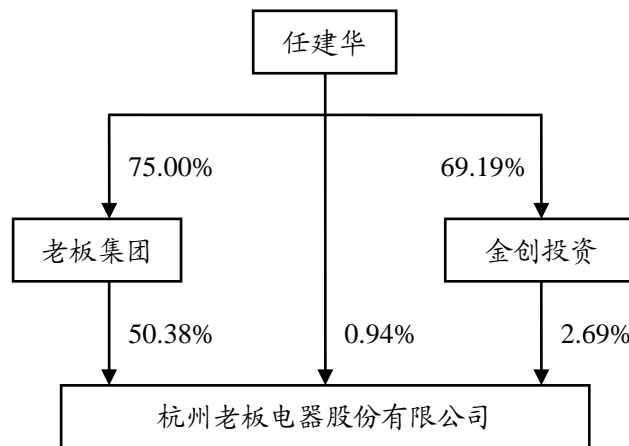 任建华
75.00%
69.19%
老板集团
金创投资
50.38%
0.94%
2.69%
杭州老板电器股份有限公司